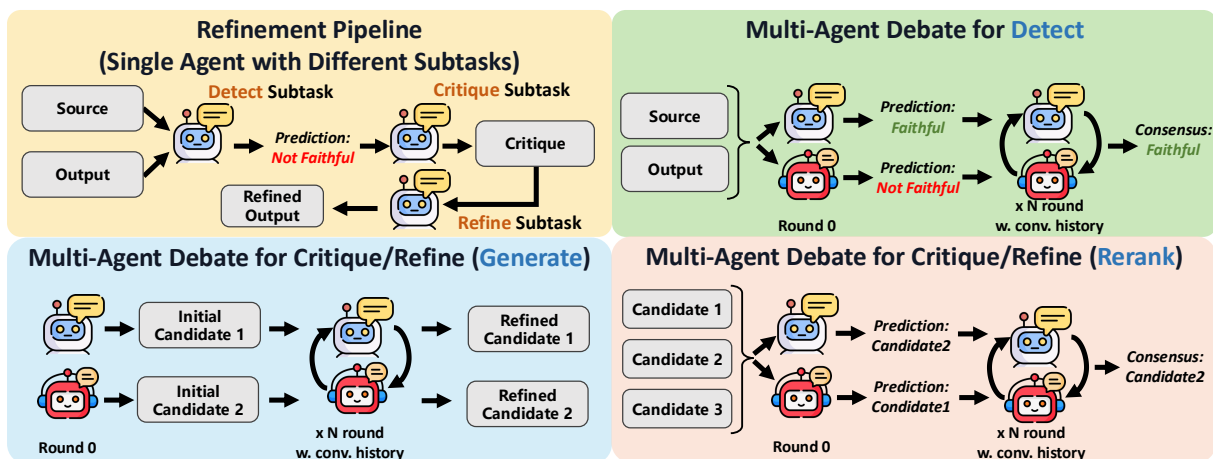 Refinement Pipeline
(Single Agent with Different Subtasks)
Detect Subtask
Critique Subtask
Source
Output
Prediction:
Not Faithful
Critique
Refined
Output
Refine Subtask
Multi-Agent Debate for Detect
Source
Output
Prediction:
Faithful
Prediction:
Not Faithful
Consensus:
Faithful
Round 0
x N round
w. conv. history
Multi-Agent Debate for Critique/Refine (Generate)
Initial
Candidate 1
Refined
Candidate 1
Initial
Candidate 2
Refined
Candidate 2
Round 0
x N round
w. conv. history
Multi-Agent Debate for Critique/Refine (Rerank)
Candidate 1
Candidate 2
Candidate 3
Prediction:
Candidate2
Prediction:
Condidate1
Consensus:
Candidate2
Round 0
x N round
w. conv. history